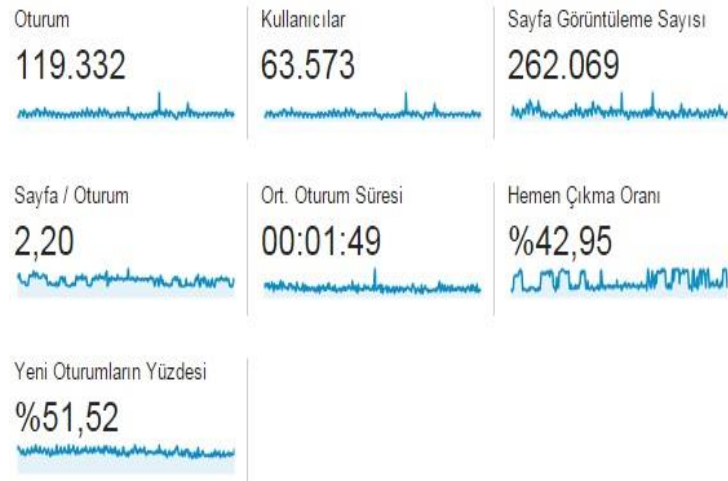 Oturum
119.332
Kullanıcılar
63.573
Sayfa Görüntüleme Sayısı
262.069
Sayfa / Oturum
2,20
Ort. Oturum Süresi
00:01:49
Hemen Çıkma Oranı
%42,95
Yeni Oturumların Yüzdesi
%51,52